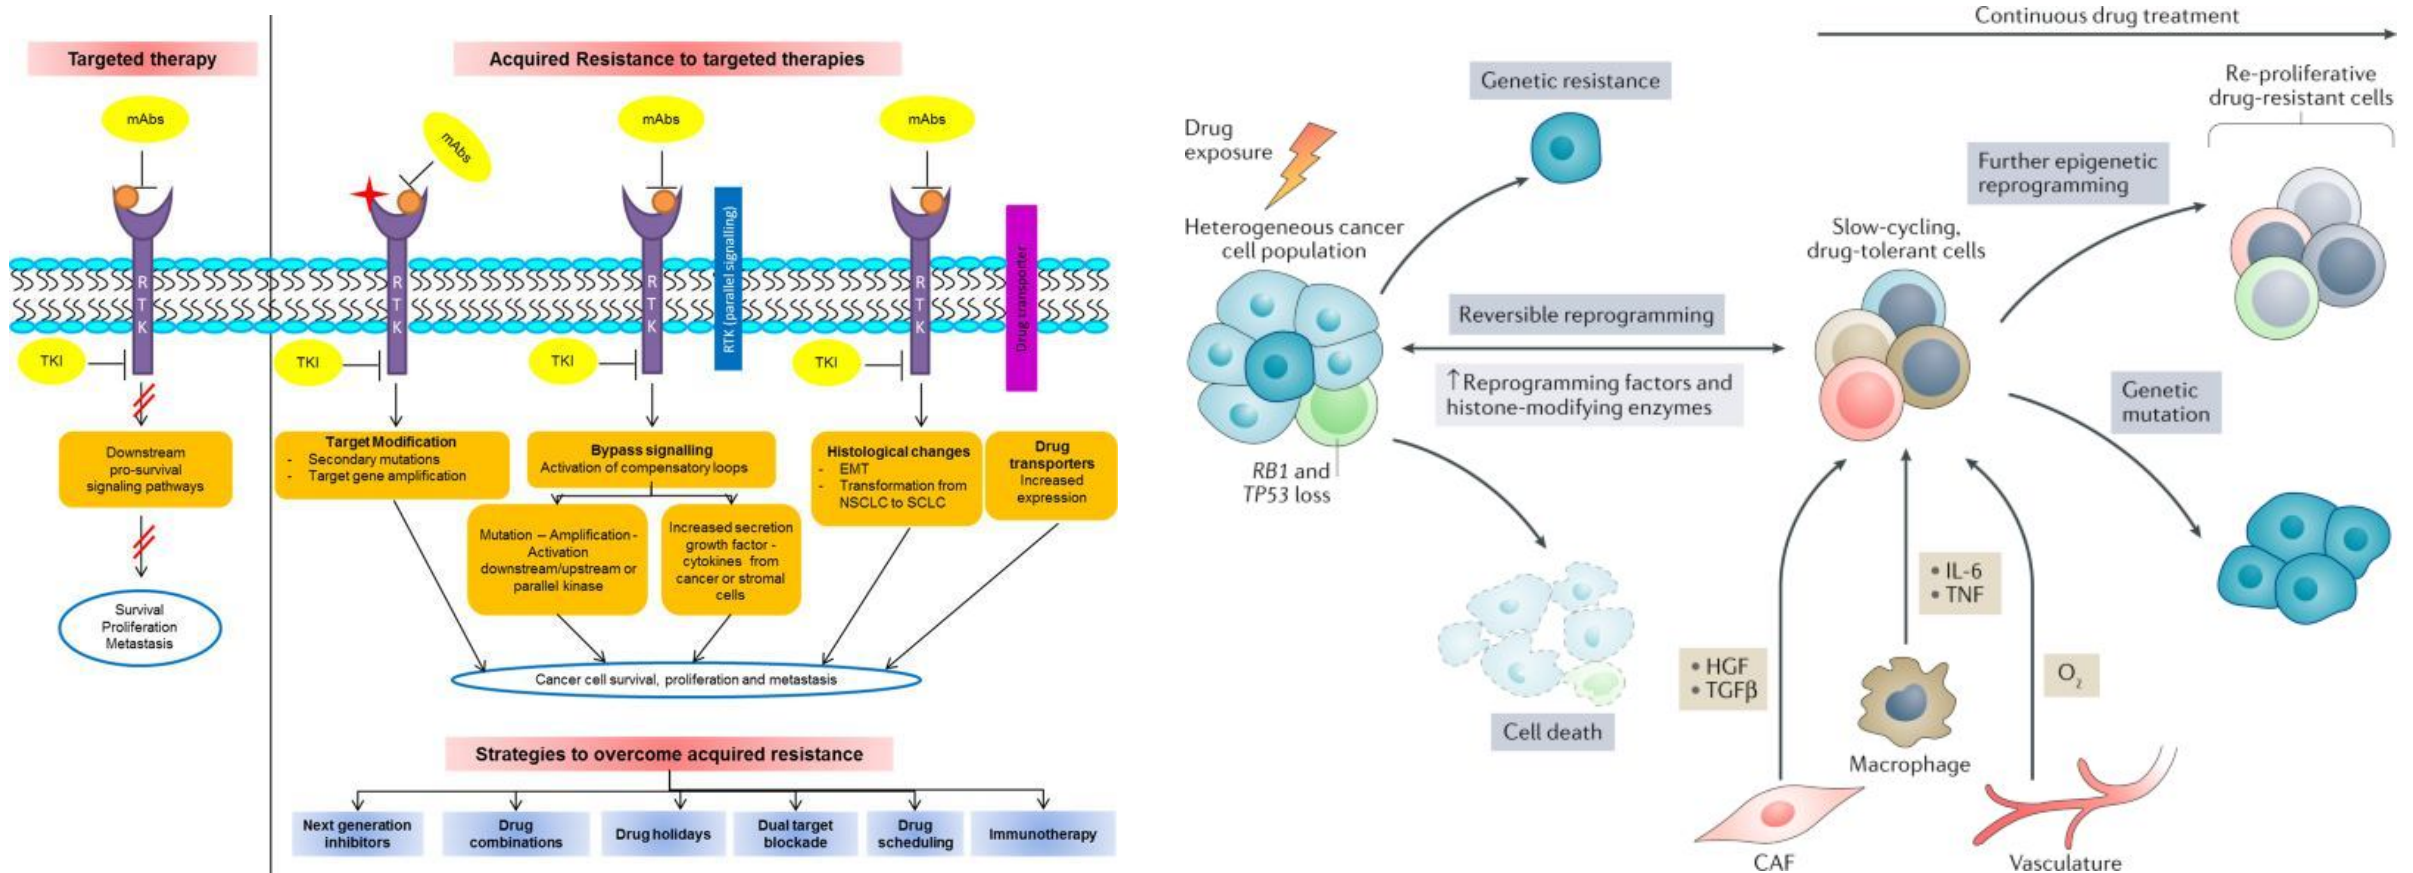 Targeted therapy
mAbs
RTK
TKI
Downstream
pro-survival
signaling pathways
Survival
Proliferation
Metastasis
Acquired Resistance to targeted therapies
mAbs
RTK
TKI
Target Modification
- Secondary mutations
- Target gene amplification
mAbs
RTK
RTK (parallel signalling)
TKI
Bypass signalling
Activation of compensatory loops
Mutation – Amplification -
Activation
downstream/upstream or
parallel kinase
Increased secretion
growth factor -
cytokines from
cancer or stromal
cells
mAbs
RTK
Drug transporter
TKI
Histological changes
- EMT
- Transformation from
NSCLC to SCLC
Drug
transporters
Increased
expression
Cancer cell survival, proliferation and metastasis
Strategies to overcome acquired resistance
Next generation
inhibitors
Drug
combinations
Drug holidays
Dual target
blockade
Drug
scheduling
Immunotherapy
Continuous drug treatment
Genetic resistance
Drug
exposure
Heterogeneous cancer
cell population
RB1 and
TP53 loss
Reversible reprogramming
↑Reprogramming factors and
histone-modifying enzymes
Cell death
Slow-cycling,
drug-tolerant cells
Further epigenetic
reprogramming
Re-proliferative
drug-resistant cells
Genetic
mutation
• HGF
• TGFβ
CAF
• IL-6
• TNF
Macrophage
O₂
Vasculature